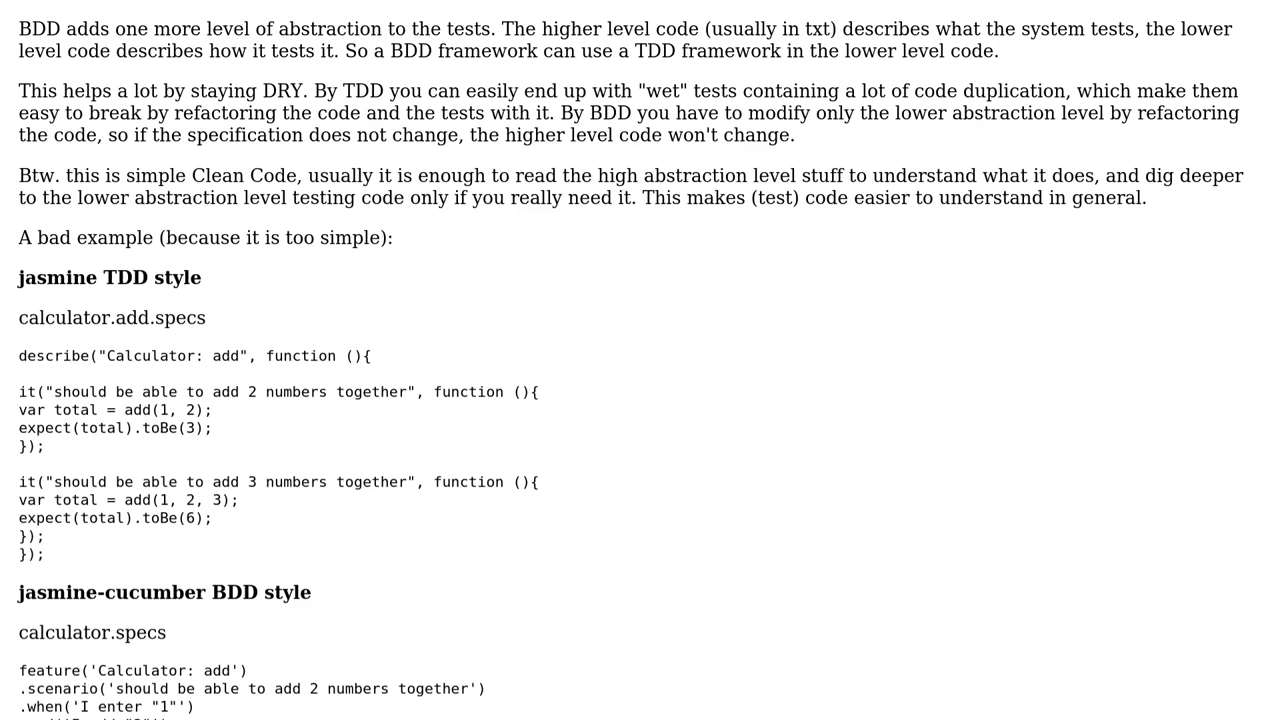 BDD adds one more level of abstraction to the tests. The higher level code (usually in txt) describes what the system tests, the lower
level code describes how it tests it. So a BDD framework can use a TDD framework in the lower level code.
This helps a lot by staying DRY. By TDD you can easily end up with "wet" tests containing a lot of code duplication, which make them
easy to break by refactoring the code and the tests with it. By BDD you have to modify only the lower abstraction level by refactoring
the code, so if the specification does not change, the higher level code won't change.
Btw. this is simple Clean Code, usually it is enough to read the high abstraction level stuff to understand what it does, and dig deeper
to the lower abstraction level testing code only if you really need it. This makes (test) code easier to understand in general.
A bad example (because it is too simple):
jasmine TDD style
calculator.add.specs
describe("Calculator: add", function (){
it("should be able to add 2 numbers together", function (){
var total = add(1, 2);
expect(total).toBe(3);
});
it("should be able to add 3 numbers together", function (){
var total = add(1, 2, 3);
expect(total).toBe(6);
});
});
jasmine-cucumber BDD style
calculator.specs
feature('Calculator: add')
.scenario('should be able to add 2 numbers together')
.when('I enter "1"')